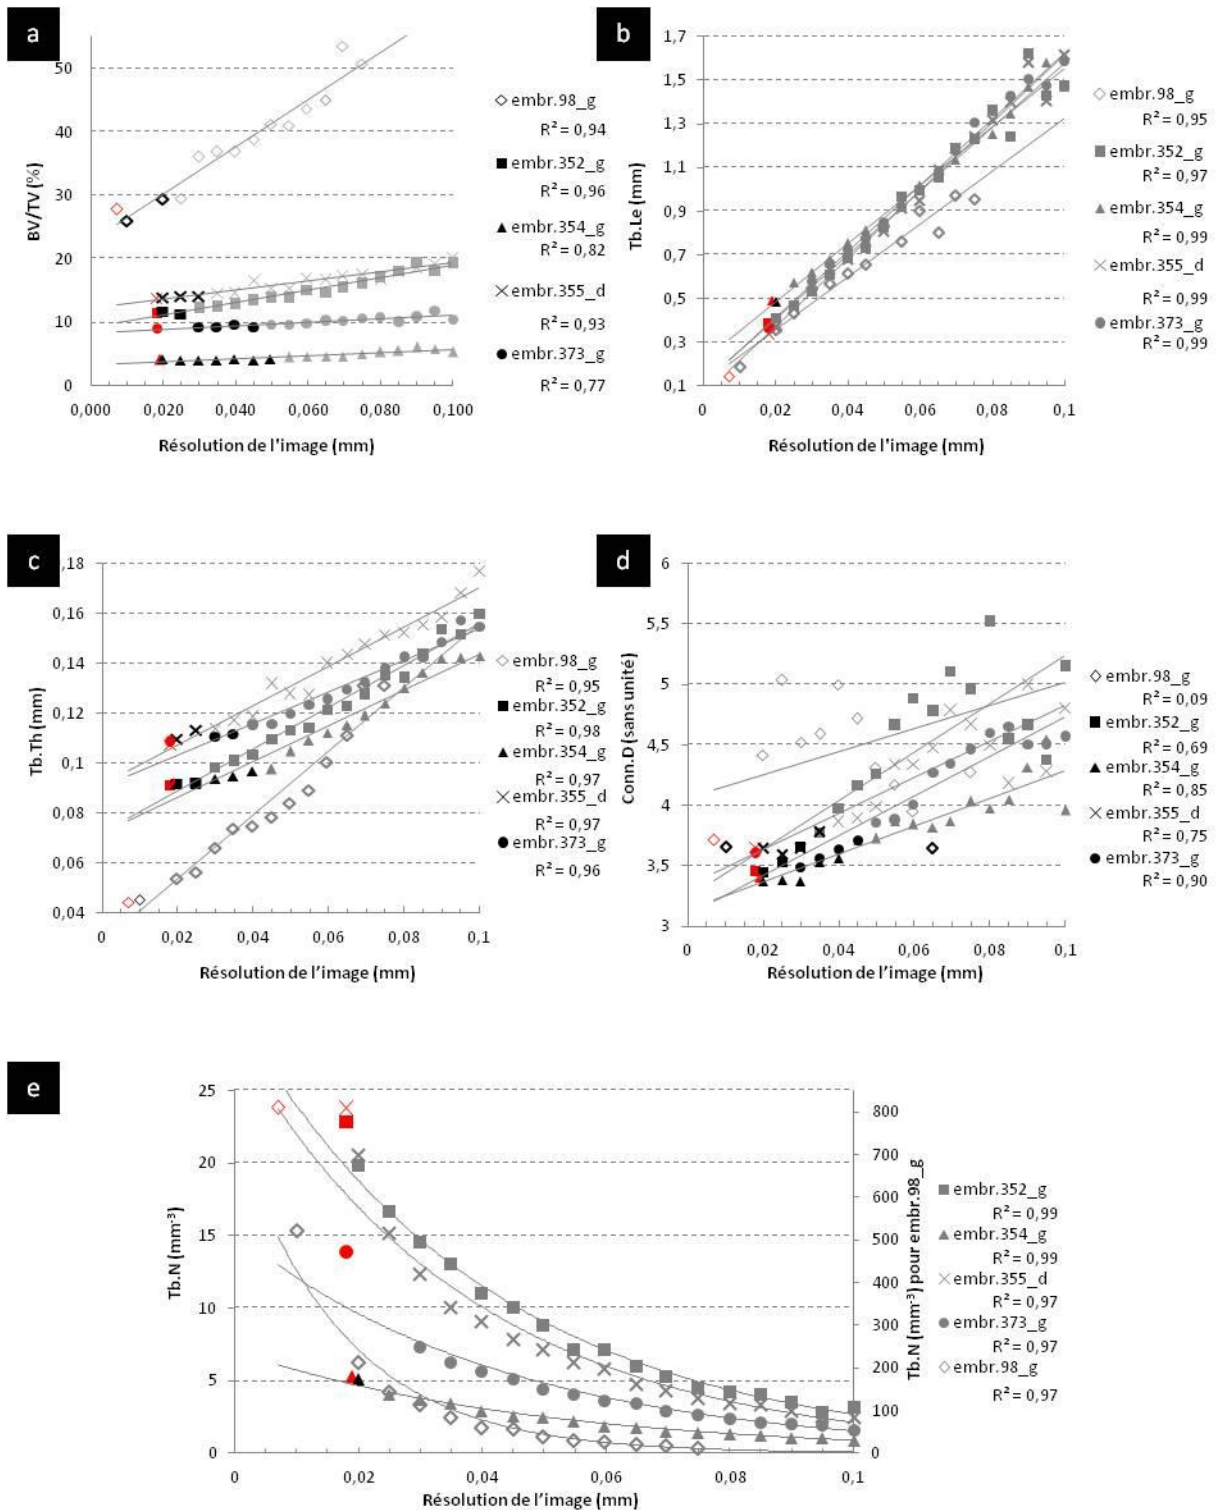 a
BV/TV (%)
50
40
30
20
10
0
0,000
0,020
0,040
0,060
0,080
0,100
Résolution de l'image (mm)
embr.98_g
R² = 0,94
embr.352_g
R² = 0,96
embr.354_g
R² = 0,82
embr.355_d
R² = 0,93
embr.373_g
R² = 0,77
b
Tb.Le (mm)
1,7
1,5
1,3
1,1
0,9
0,7
0,5
0,3
0,1
0
0,02
0,04
0,06
0,08
0,1
Résolution de l'image (mm)
embr.98_g
R² = 0,95
embr.352_g
R² = 0,97
embr.354_g
R² = 0,99
embr.355_d
R² = 0,99
embr.373_g
R² = 0,99
c
Tb.Th (mm)
0,18
0,16
0,14
0,12
0,1
0,08
0,06
0,04
0
0,02
0,04
0,06
0,08
0,1
Résolution de l'image (mm)
embr.98_g
R² = 0,95
embr.352_g
R² = 0,98
embr.354_g
R² = 0,97
embr.355_d
R² = 0,97
embr.373_g
R² = 0,96
d
Conn.D (sans unité)
6
5,5
5
4,5
4
3,5
3
0
0,02
0,04
0,06
0,08
0,1
Résolution de l'image (mm)
embr.98_g
R² = 0,09
embr.352_g
R² = 0,69
embr.354_g
R² = 0,85
embr.355_d
R² = 0,75
embr.373_g
R² = 0,90
e
Tb.N (mm⁻³)
25
20
15
10
5
0
0
0,02
0,04
0,06
0,08
0,1
Résolution de l'image (mm)
800
700
600
500
400
300
200
100
0
Tb.N (mm⁻³) pour embr.98_g
embr.352_g
R² = 0,99
embr.354_g
R² = 0,99
embr.355_d
R² = 0,97
embr.373_g
R² = 0,97
embr.98_g
R² = 0,97